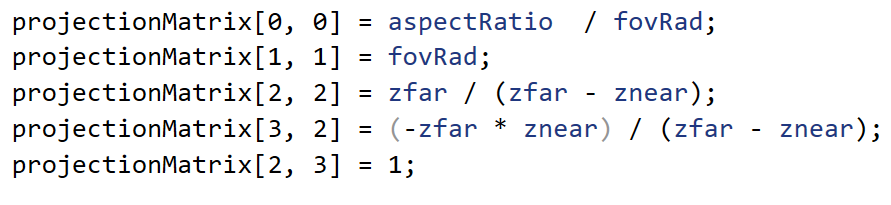 projectionMatrix[0, 0] = aspectRatio  / fovRad;
projectionMatrix[1, 1] = fovRad;
projectionMatrix[2, 2] = zfar / (zfar - znear);
projectionMatrix[3, 2] = (-zfar * znear) / (zfar - znear);
projectionMatrix[2, 3] = 1;